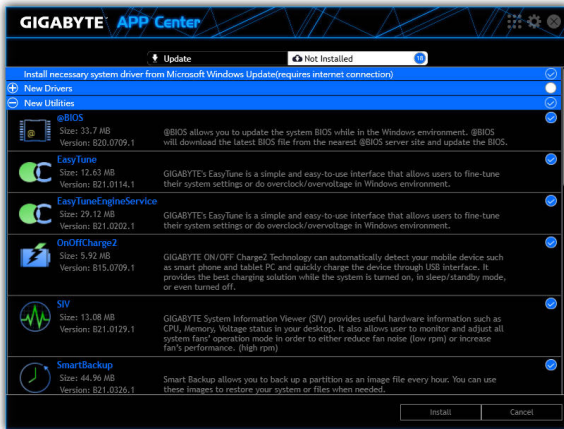 GIGABYTE™ APP Center
Update
Not Installed
18
Install necessary system driver from Microsoft Windows Update(requires internet connection)
New Drivers
New Utilities
@BIOS
Size: 33.7 MB
Version: B20.0709.1
@BIOS allows you to update the system BIOS while in the Windows environment. @BIOS
will download the latest BIOS file from the nearest @BIOS server site and update the BIOS.
EasyTune
Size: 12.63 MB
Version: B21.0114.1
GIGABYTE's EasyTune is a simple and easy-to-use interface that allows users to fine-tune
their system settings or do overclock/overvoltage in Windows environment.
EasyTuneEngineService
Size: 29.12 MB
Version: B21.0202.1
GIGABYTE's EasyTune is a simple and easy-to-use interface that allows users to fine-tune
their system settings or do overclock/overvoltage in Windows environment.
OnOffCharge2
Size: 5.92 MB
Version: B15.0709.1
GIGABYTE ON/OFF Charge2 Technology can automatically detect your mobile device such
as smart phone and tablet PC and quickly charge the device through USB interface. It
provides the best charging solution while the system is turned on, in sleep/standby mode,
or even turned off.
SIV
Size: 13.08 MB
Version: B21.0129.1
GIGABYTE System Information Viewer (SIV) provides useful hardware information such as
CPU, Memory, Voltage status in your desktop. It also allows user to monitor and adjust all
system fans' operation mode in order to either reduce fan noise (low rpm) or increase
fan's performance. (high rpm)
SmartBackup
Size: 44.96 MB
Version: B21.0326.1
Smart Backup allows you to back up a partition as an image file every hour. You can use
these images to restore your system or files when needed.
Install
Cancel